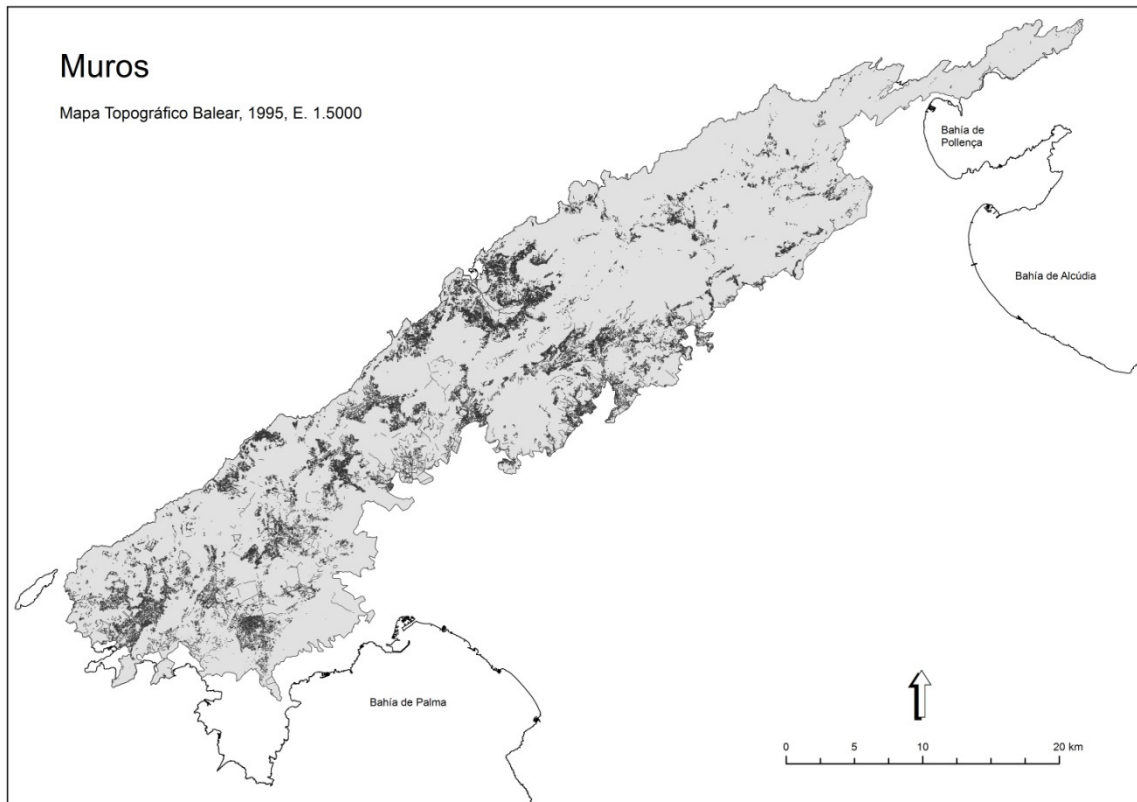 Muros
Mapa Topográfico Balear, 1995, E. 1.5000
Bahía de
Pollença
Bahía de Alcúdia
Bahía de Palma
0 5 10 20 km